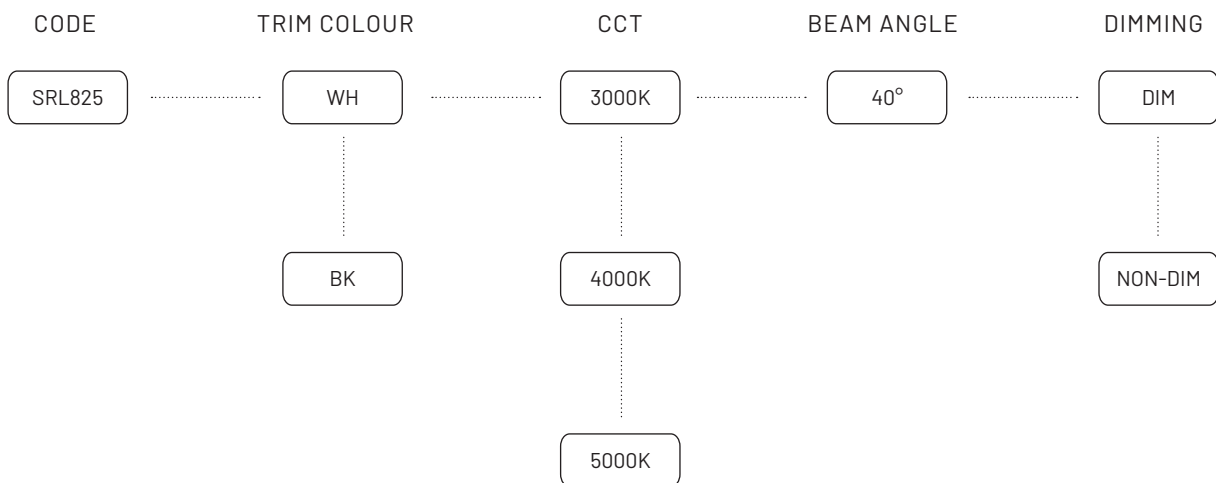 CODE TRIM COLOUR CCT BEAM ANGLE DIMMING
SRL825 WH 3000K 40° DIM
BK 4000K NON-DIM
5000K